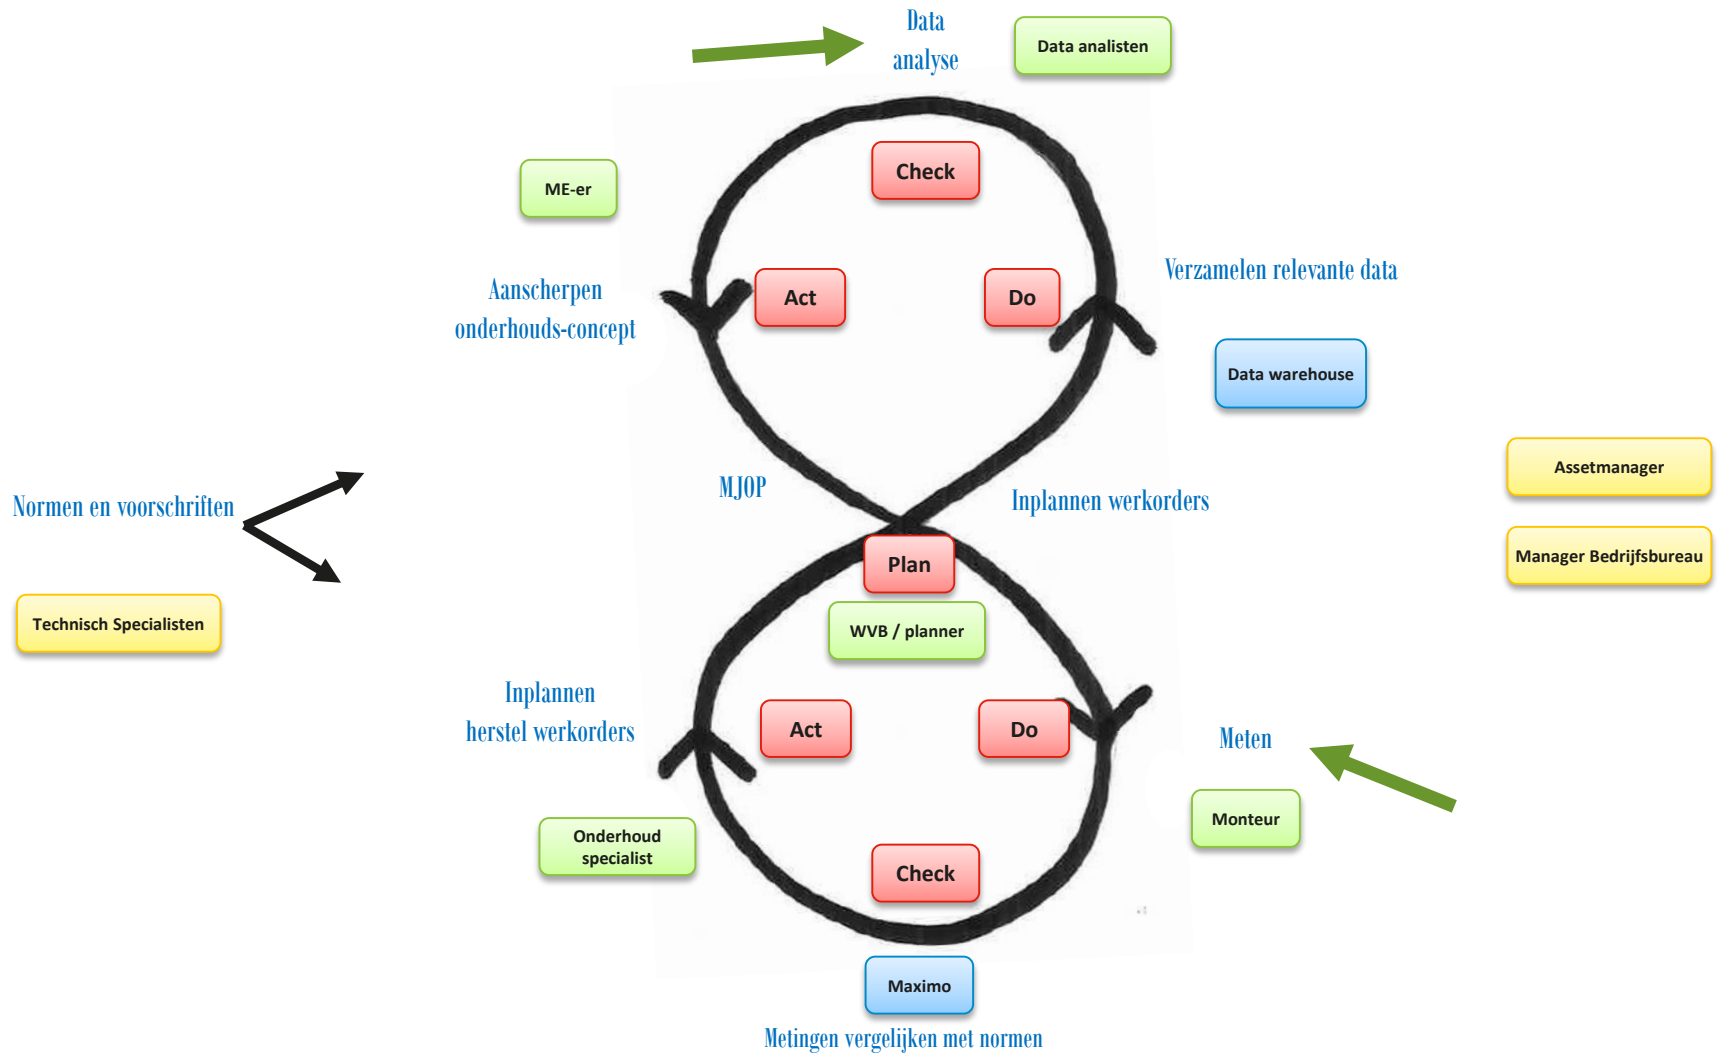 Data
analyse
Data analisten
Check
ME-er
Act
Do
Verzamelen relevante data
Aanscherpen
onderhouds-concept
Data warehouse
Assetmanager
MJOP
Inplannen werkorders
Normen en voorschriften
Manager Bedrijfsbureau
Plan
Technisch Specialisten
WVB / planner
Inplannen
herstel werkorders
Act
Do
Meten
Monteur
Onderhoud
specialist
Check
Maximo
Metingen vergelijken met normen